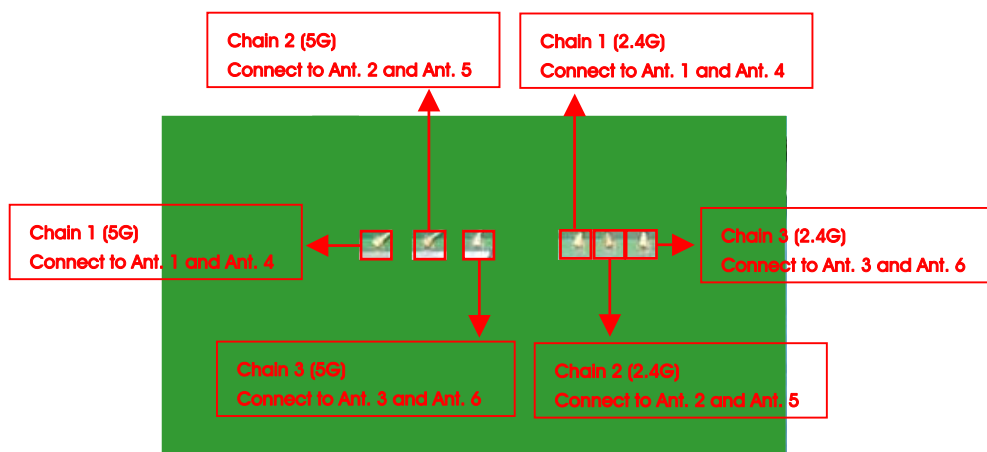 Chain 2 (5G)
Connect to Ant. 2 and Ant. 5
Chain 1 (2.4G)
Connect to Ant. 1 and Ant. 4
Chain 1 (5G)
Connect to Ant. 1 and Ant. 4
Chain 3 (2.4G)
Connect to Ant. 3 and Ant. 6
Chain 3 (5G)
Connect to Ant. 3 and Ant. 6
Chain 2 (2.4G)
Connect to Ant. 2 and Ant. 5